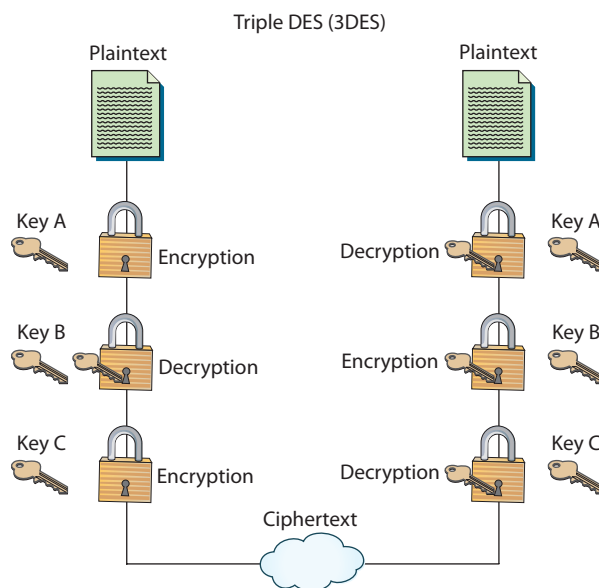 Triple DES (3DES)
Plaintext
Plaintext
Key A
Encryption
Decryption
Key A
Key B
Decryption
Encryption
Key B
Key C
Encryption
Decryption
Key C
Ciphertext